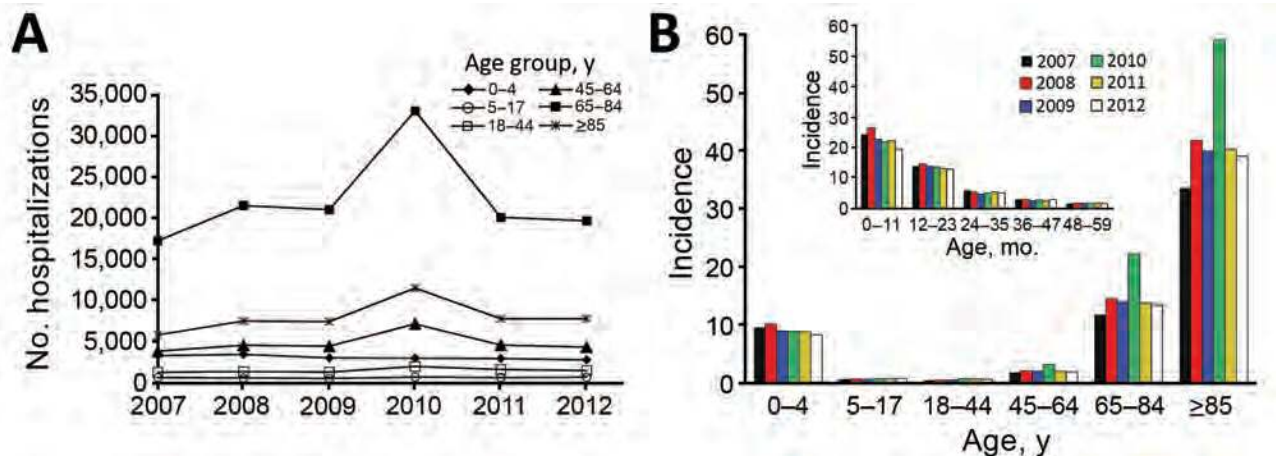 A
Age group, y
0–4
45–64
5–17
65–84
18–44
≥85
No. hospitalizations
35,000
30,000
25,000
20,000
15,000
10,000
5,000
0
2007 2008 2009 2010 2011 2012
B
Incidence
60
50
40
30
20
10
0
0–4 5–17 18–44 45–64 65–84 ≥85
Age, y
Incidence
60
50
40
30
20
10
0
0–11 12–23 24–35 36–47 48–59
Age, mo.
2007 2010
2008 2011
2009 2012